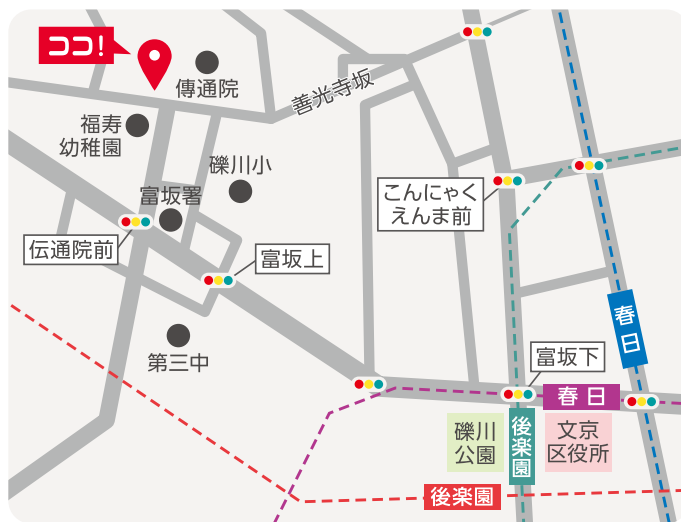 ココ!
傳通院
善光寺坂
福寿
幼稚園
礫川小
富坂署
こんにゃく
えんま前
伝通院前
富坂上
春日
第三中
富坂下
春日
礫川
公園
後楽園
文京
区役所
後楽園